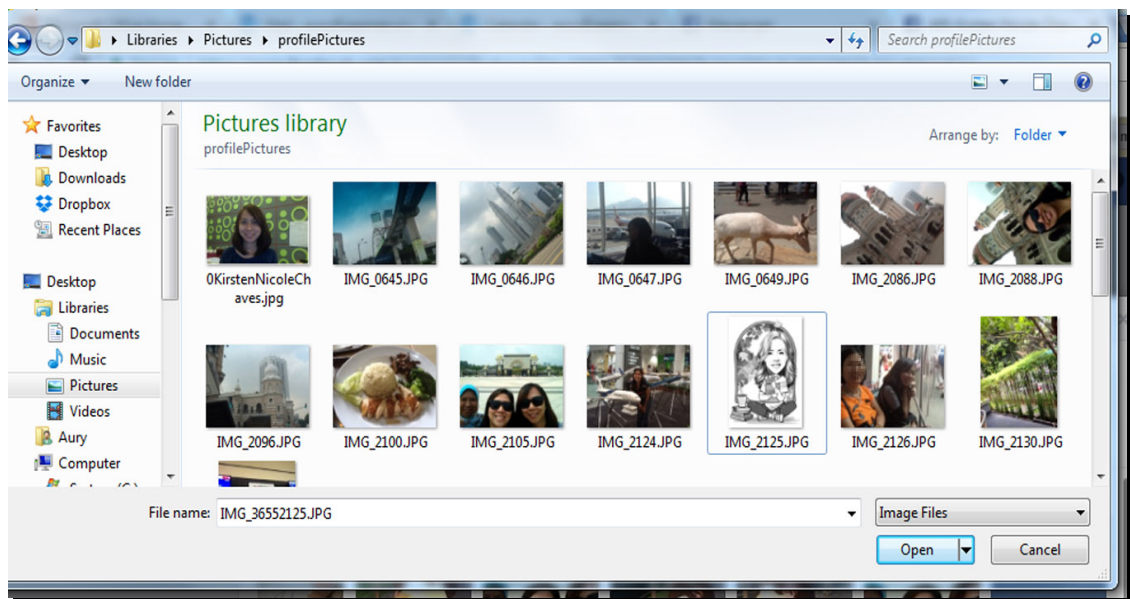 Libraries Pictures profilePictures
Search profilePictures
Organize New folder
Favorites
Desktop
Downloads
Dropbox
Recent Places
Desktop
Libraries
Documents
Music
Pictures
Videos
Aury
Computer
Pictures library
profilePictures
Arrange by: Folder
0KirstenNicoleCh
aves.jpg
IMG_0645.JPG
IMG_0646.JPG
IMG_0647.JPG
IMG_0649.JPG
IMG_2086.JPG
IMG_2088.JPG
IMG_2096.JPG
IMG_2100.JPG
IMG_2105.JPG
IMG_2124.JPG
IMG_2125.JPG
IMG_2126.JPG
IMG_2130.JPG
File name: IMG_36552125.JPG
Image Files
Open
Cancel